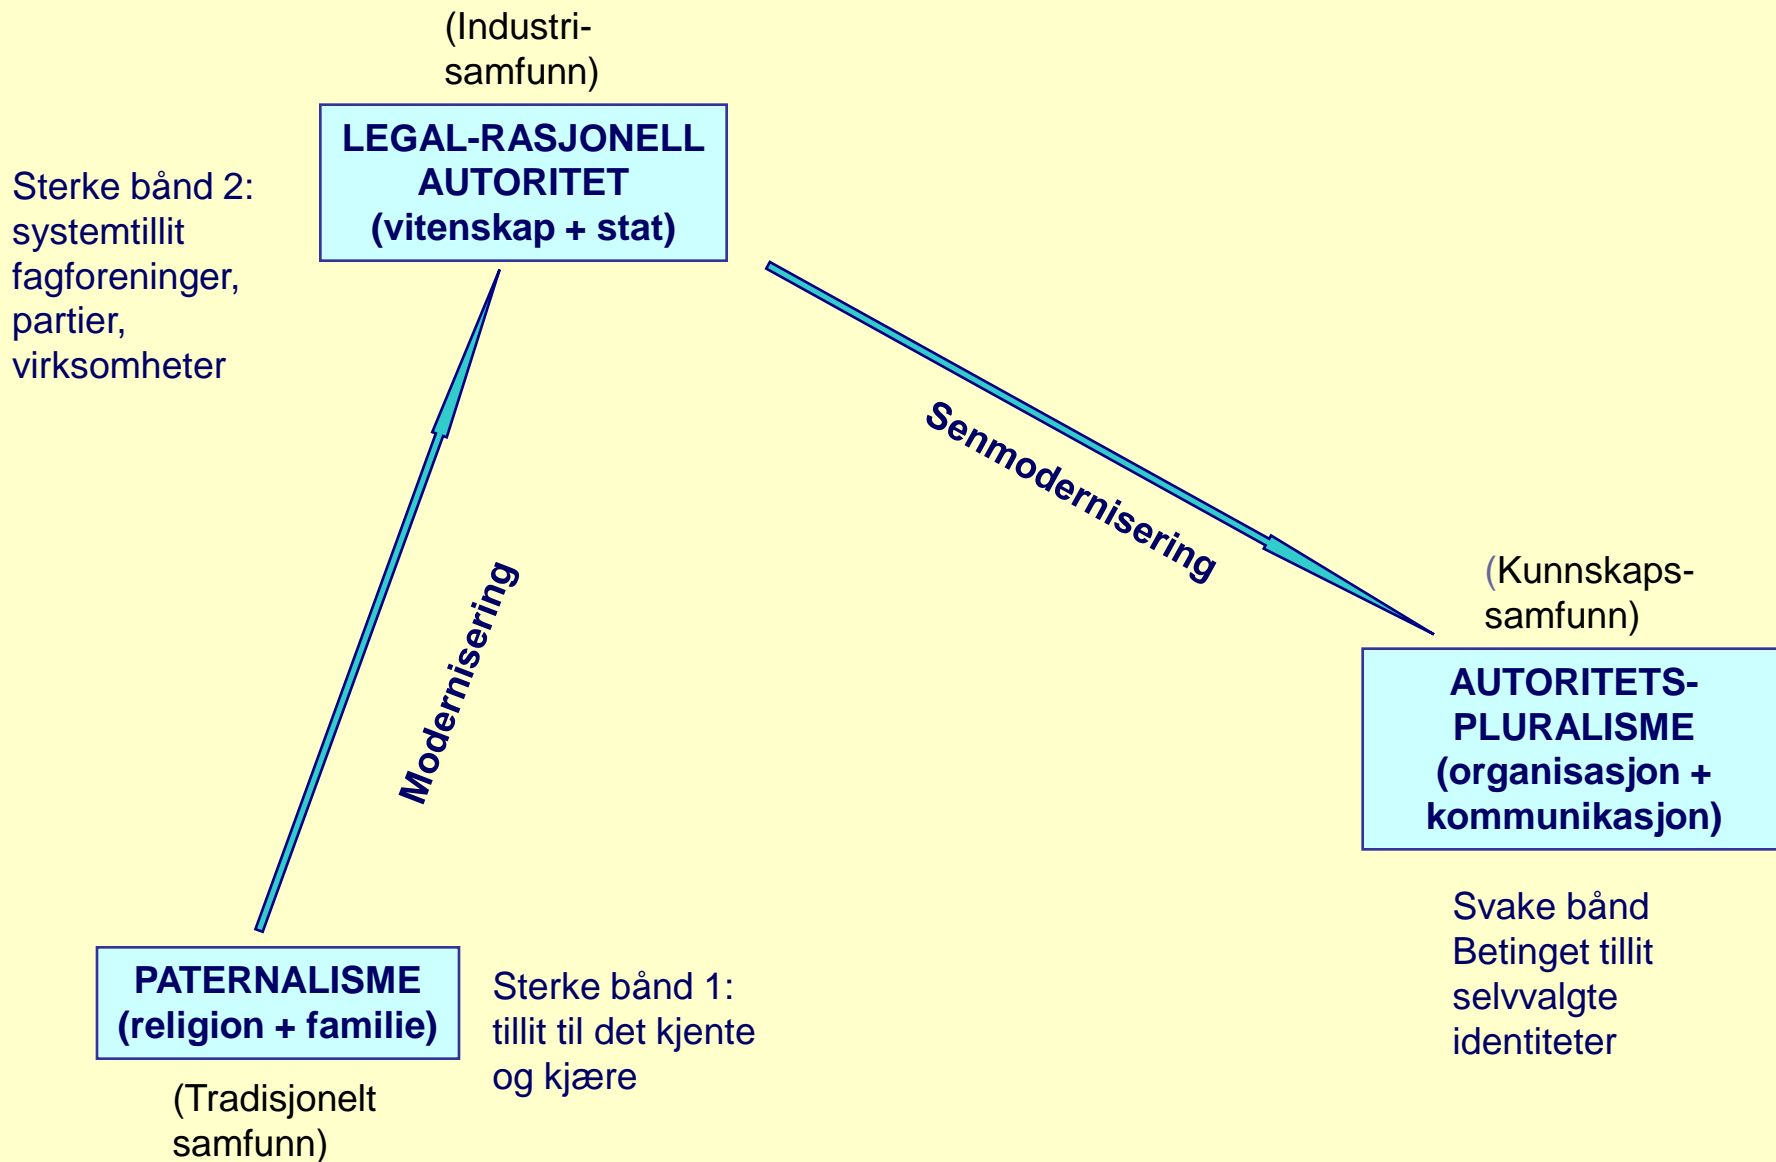 (Industri-
samfunn)
LEGAL-RASJONELL
AUTORITET
(vitenskap + stat)
Sterke bånd 2:
systemtillit
fagforeninger,
partier,
virksomheter
Modernisering
Senmodernisering
(Kunnskaps-
samfunn)
AUTORITETS-
PLURALISME
(organisasjon +
kommunikasjon)
Svake bånd
Betinget tillit
selvvalgte
identiteter
PATERNALISME
(religion + familie)
Sterke bånd 1:
tillit til det kjente
og kjære
(Tradisjonelt
samfunn)